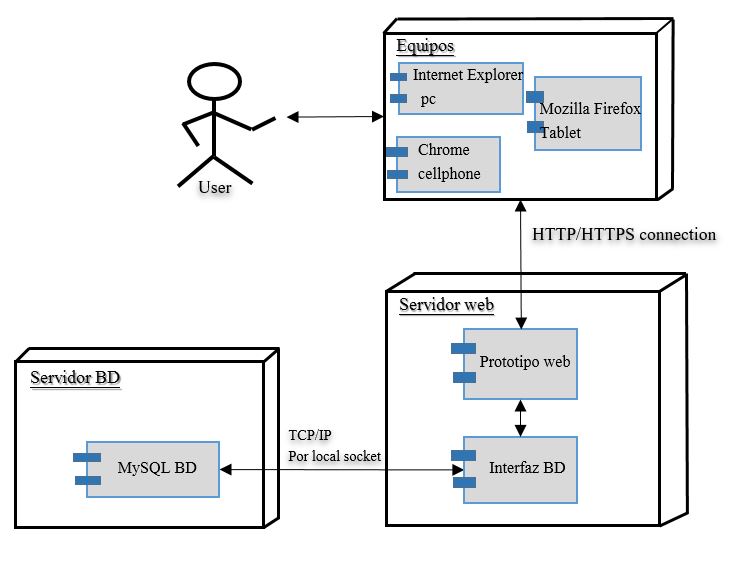 Equipos
Internet Explorer
pc
Mozilla Firefox
Tablet
Chrome
cellphone
User
HTTP/HTTPS connection
Servidor web
Prototipo web
Servidor BD
TCP/IP
Por local socket
MySQL BD
Interfaz BD